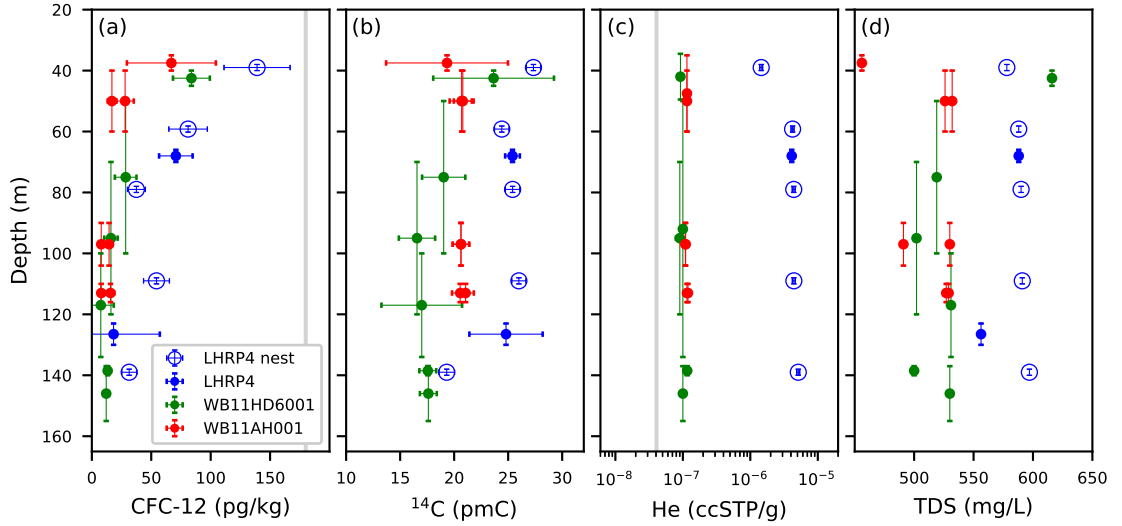 (a)
(b)
(c)
(d)
20
40
60
80
100
120
140
160
Depth (m)
LHRP4 nest
LHRP4
WB11HD6001
WB11AH001
0 50 100 150
10 15 20 25 30
10⁻⁸ 10⁻⁷ 10⁻⁶ 10⁻⁵
500 550 600 650
CFC-12 (pg/kg)
¹⁴C (pmC)
He (ccSTP/g)
TDS (mg/L)